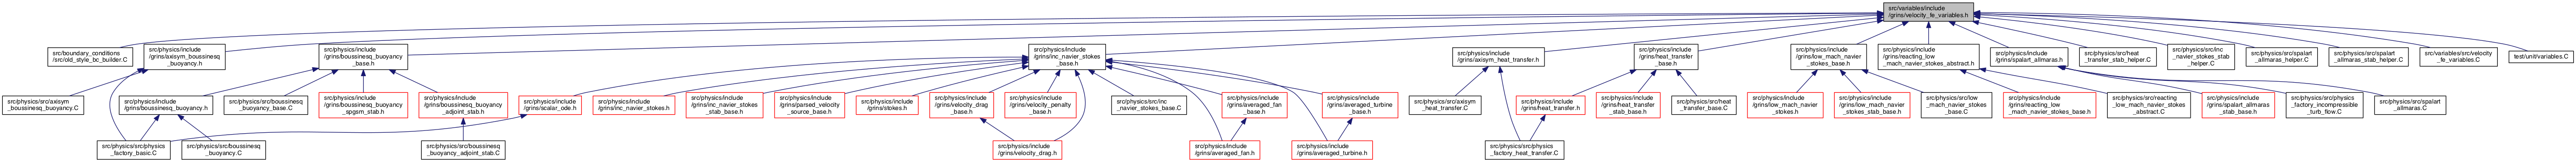 src/variables/include
/grins/velocity_fe_variables.h
src/boundary_conditions
/src/old_style_bc_builder.C
src/physics/include
/grins/axisym_boussinesq
_buoyancy.h
src/physics/include
/grins/boussinesq_buoyancy
_base.h
src/physics/include
/grins/inc_navier_stokes
_base.h
src/physics/include
/grins/axisym_heat_transfer.h
src/physics/include
/grins/heat_transfer
_base.h
src/physics/include
/grins/low_mach_navier
_stokes_base.h
src/physics/include
/grins/reacting_low
_mach_navier_stokes_abstract.h
src/physics/include
/grins/spalart_allmaras.h
src/physics/src/heat
_transfer_stab_helper.C
src/physics/src/inc
_navier_stokes_stab
_helper.C
src/physics/src/spalart
_allmaras_helper.C
src/physics/src/spalart
_allmaras_stab_helper.C
src/variables/src/velocity
_fe_variables.C
test/unit/variables.C
src/physics/src/axisym
_boussinesq_buoyancy.C
src/physics/include
/grins/boussinesq_buoyancy.h
src/physics/src/boussinesq
_buoyancy_base.C
src/physics/include
/grins/boussinesq_buoyancy
_spgsm_stab.h
src/physics/include
/grins/boussinesq_buoyancy
_adjoint_stab.h
src/physics/include
/grins/scalar_ode.h
src/physics/include
/grins/inc_navier_stokes.h
src/physics/include
/grins/inc_navier_stokes
_stab_base.h
src/physics/include
/grins/parsed_velocity
_source_base.h
src/physics/include
/grins/stokes.h
src/physics/include
/grins/velocity_drag
_base.h
src/physics/include
/grins/velocity_penalty
_base.h
src/physics/src/inc
_navier_stokes_base.C
src/physics/include
/grins/averaged_fan
_base.h
src/physics/include
/grins/averaged_turbine
_base.h
src/physics/src/axisym
_heat_transfer.C
src/physics/include
/grins/heat_transfer.h
src/physics/include
/grins/heat_transfer
_stab_base.h
src/physics/src/heat
_transfer_base.C
src/physics/include
/grins/low_mach_navier
_stokes.h
src/physics/include
/grins/low_mach_navier
_stokes_stab_base.h
src/physics/src/low
_mach_navier_stokes
_base.C
src/physics/include
/grins/reacting_low
_mach_navier_stokes_base.h
src/physics/src/reacting
_low_mach_navier_stokes
_abstract.C
src/physics/include
/grins/spalart_allmaras
_stab_base.h
src/physics/src/physics
_factory_incompressible
_turb_flow.C
src/physics/src/spalart
_allmaras.C
src/physics/src/physics
_factory_basic.C
src/physics/src/boussinesq
_buoyancy.C
src/physics/src/boussinesq
_buoyancy_adjoint_stab.C
src/physics/include
/grins/velocity_drag.h
src/physics/include
/grins/averaged_fan.h
src/physics/include
/grins/averaged_turbine.h
src/physics/src/physics
_factory_heat_transfer.C